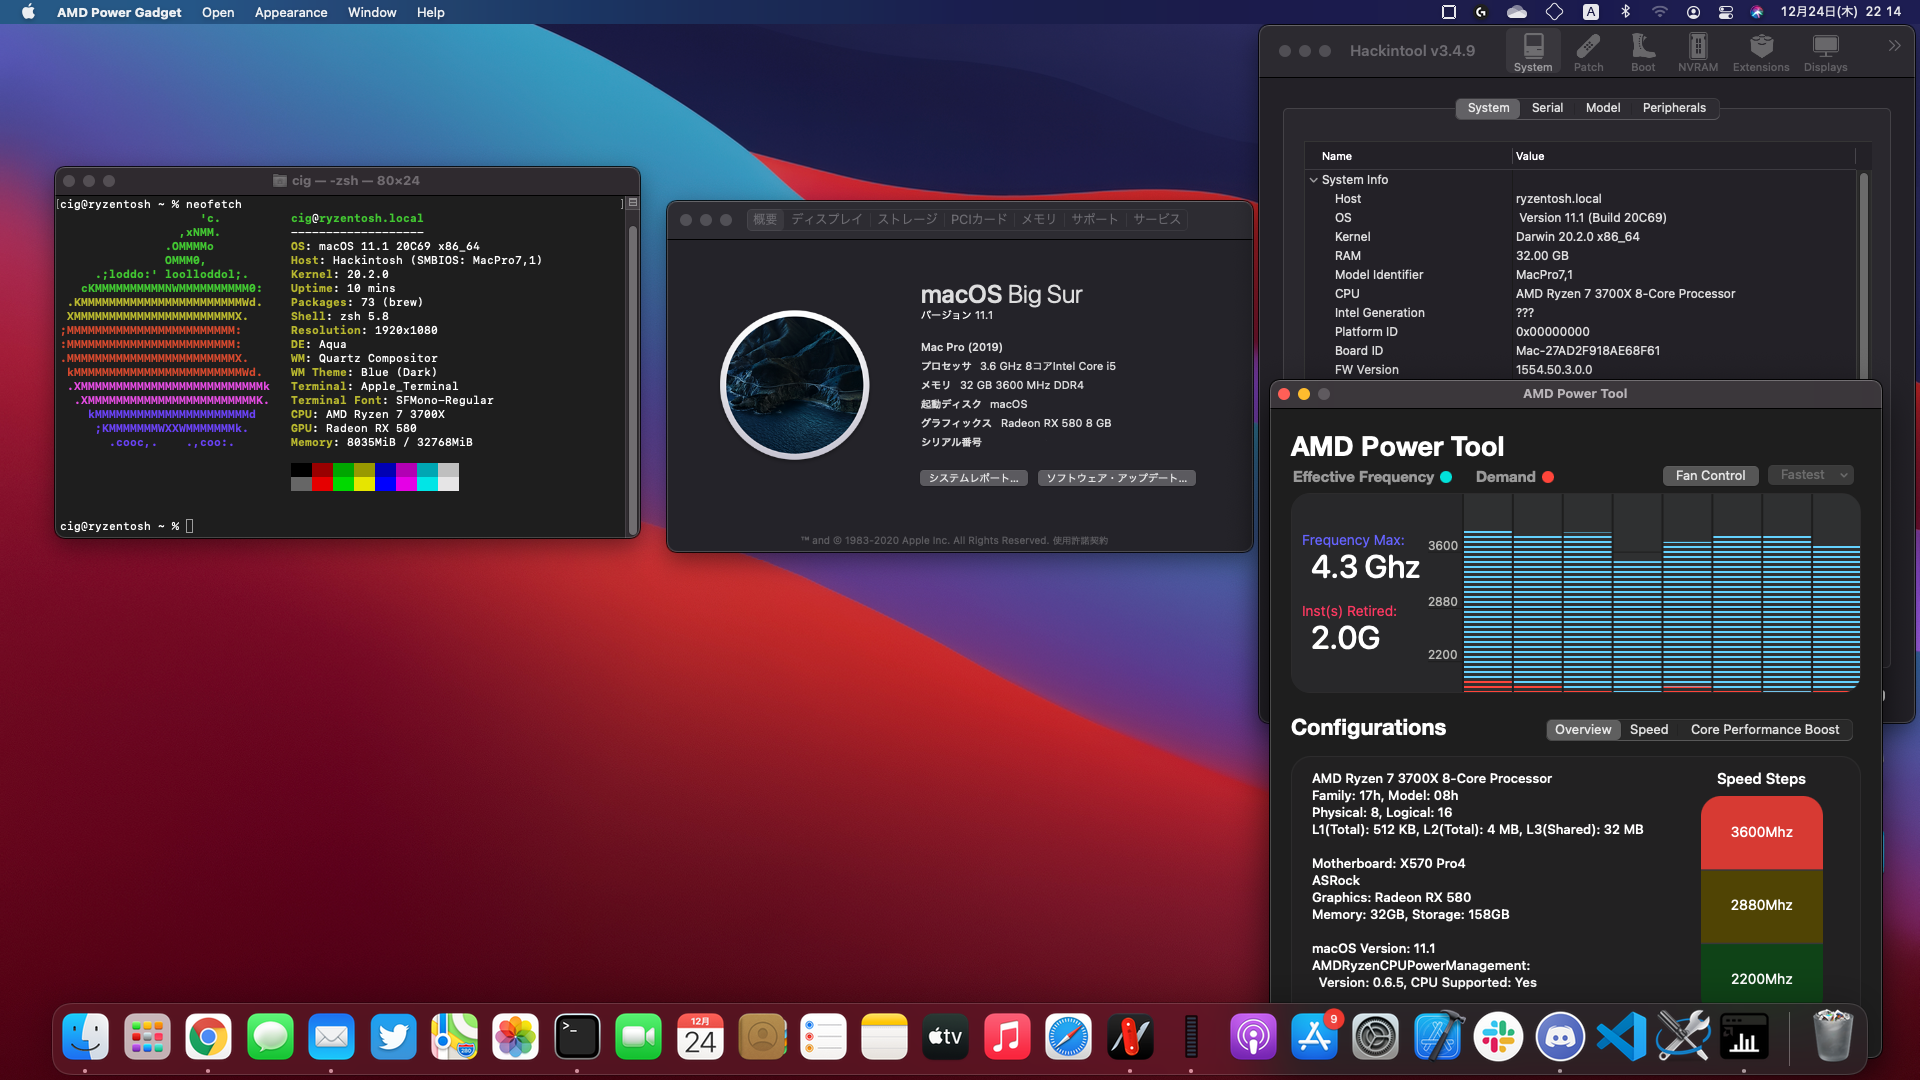 AMD Power Gadget Open Appearance Window Help
A 12月24日(木) 22 14
cig — -zsh — 80×24
[cig@ryzentosh ~ % neofetch ]
'c.
,xNMM.
.OMMMMo
OMMM0,
.;loddo:' loolloddol;.
cKMMMMMMMMMMNWMMMMMMMMMM0:
.KMMMMMMMMMMMMMMMMMMMMMMMWd.
XMMMMMMMMMMMMMMMMMMMMMMMX.
;MMMMMMMMMMMMMMMMMMMMMMMM:
:MMMMMMMMMMMMMMMMMMMMMMMM:
.MMMMMMMMMMMMMMMMMMMMMMMMX.
kMMMMMMMMMMMMMMMMMMMMMMMMWd.
.XMMMMMMMMMMMMMMMMMMMMMMMMMMk
.XMMMMMMMMMMMMMMMMMMMMMMMMK.
kMMMMMMMMMMMMMMMMMMMMMMd
;KMMMMMMMWXXWMMMMMMMk.
.cooc,. .,coo:.
cig@ryzentosh.local
-------------------
OS: macOS 11.1 20C69 x86_64
Host: Hackintosh (SMBIOS: MacPro7,1)
Kernel: 20.2.0
Uptime: 10 mins
Packages: 73 (brew)
Shell: zsh 5.8
Resolution: 1920x1080
DE: Aqua
WM: Quartz Compositor
WM Theme: Blue (Dark)
Terminal: Apple_Terminal
Terminal Font: SFMono-Regular
CPU: AMD Ryzen 7 3700X
GPU: Radeon RX 580
Memory: 8035MiB / 32768MiB
cig@ryzentosh ~ %
概要 ディスプレイ ストレージ PCIカード メモリ サポート サービス
macOS Big Sur
バージョン 11.1
Mac Pro (2019)
プロセッサ 3.6 GHz 8コアIntel Core i5
メモリ 32 GB 3600 MHz DDR4
起動ディスク macOS
グラフィックス Radeon RX 580 8 GB
シリアル番号
システムレポート... ソフトウェア・アップデート...
™ and © 1983-2020 Apple Inc. All Rights Reserved. 使用許諾契約
Hackintool v3.4.9
System Patch Boot NVRAM Extensions Displays
System Serial Model Peripherals
Name Value
System Info
Host ryzentosh.local
OS Version 11.1 (Build 20C69)
Kernel Darwin 20.2.0 x86_64
RAM 32.00 GB
Model Identifier MacPro7,1
CPU AMD Ryzen 7 3700X 8-Core Processor
Intel Generation ???
Platform ID 0x00000000
Board ID Mac-27AD2F918AE68F61
FW Version 1554.50.3.0.0
AMD Power Tool
AMD Power Tool
Effective Frequency Demand Fan Control Fastest
Frequency Max:
4.3 Ghz
Inst(s) Retired:
2.0G
3600
2880
2200
Configurations
Overview Speed Core Performance Boost
AMD Ryzen 7 3700X 8-Core Processor
Family: 17h, Model: 08h
Physical: 8, Logical: 16
L1(Total): 512 KB, L2(Total): 4 MB, L3(Shared): 32 MB
Motherboard: X570 Pro4
ASRock
Graphics: Radeon RX 580
Memory: 32GB, Storage: 158GB
macOS Version: 11.1
AMDRyzenCPUPowerManagement:
Version: 0.6.5, CPU Supported: Yes
Speed Steps
3600Mhz
2880Mhz
2200Mhz
>_
280
12月
24
tv
9